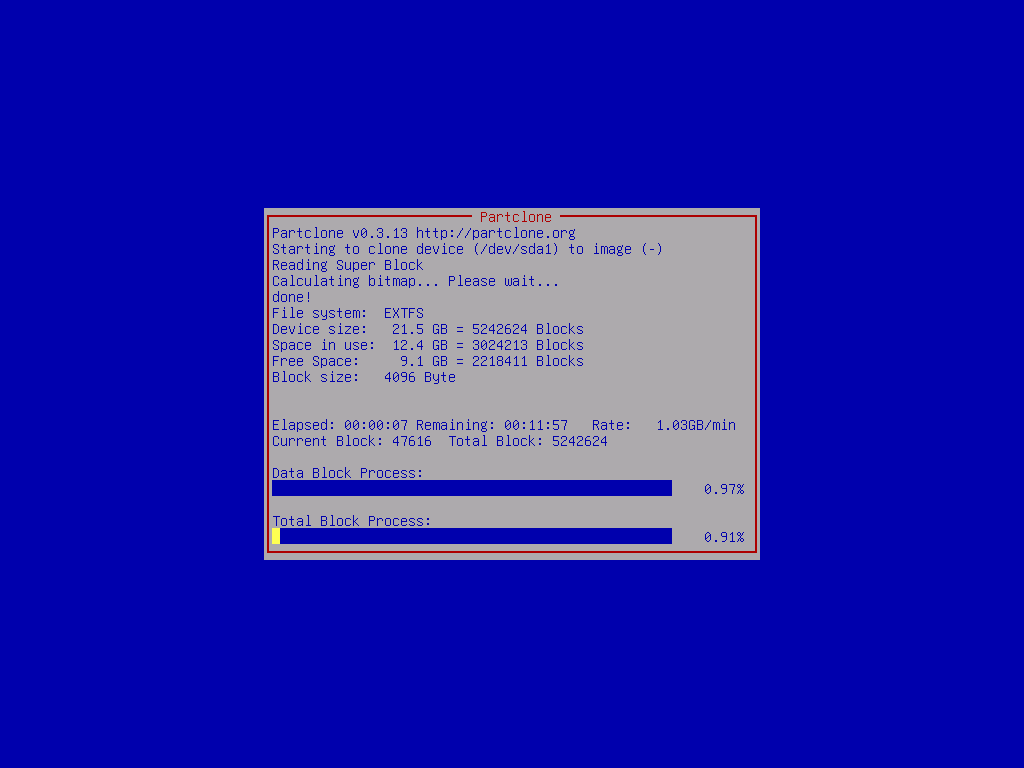 Partclone
Partclone v0.3.13 http://partclone.org
Starting to clone device (/dev/sda1) to image (-)
Reading Super Block
Calculating bitmap... Please wait...
done!
File system:  EXTFS
Device size:   21.5 GB = 5242624 Blocks
Space in use:  12.4 GB = 3024213 Blocks
Free Space:     9.1 GB = 2218411 Blocks
Block size:   4096 Byte
Elapsed: 00:00:07 Remaining: 00:11:57   Rate:   1.03GB/min
Current Block: 47616  Total Block: 5242624
Data Block Process:
0.97%
Total Block Process:
0.91%